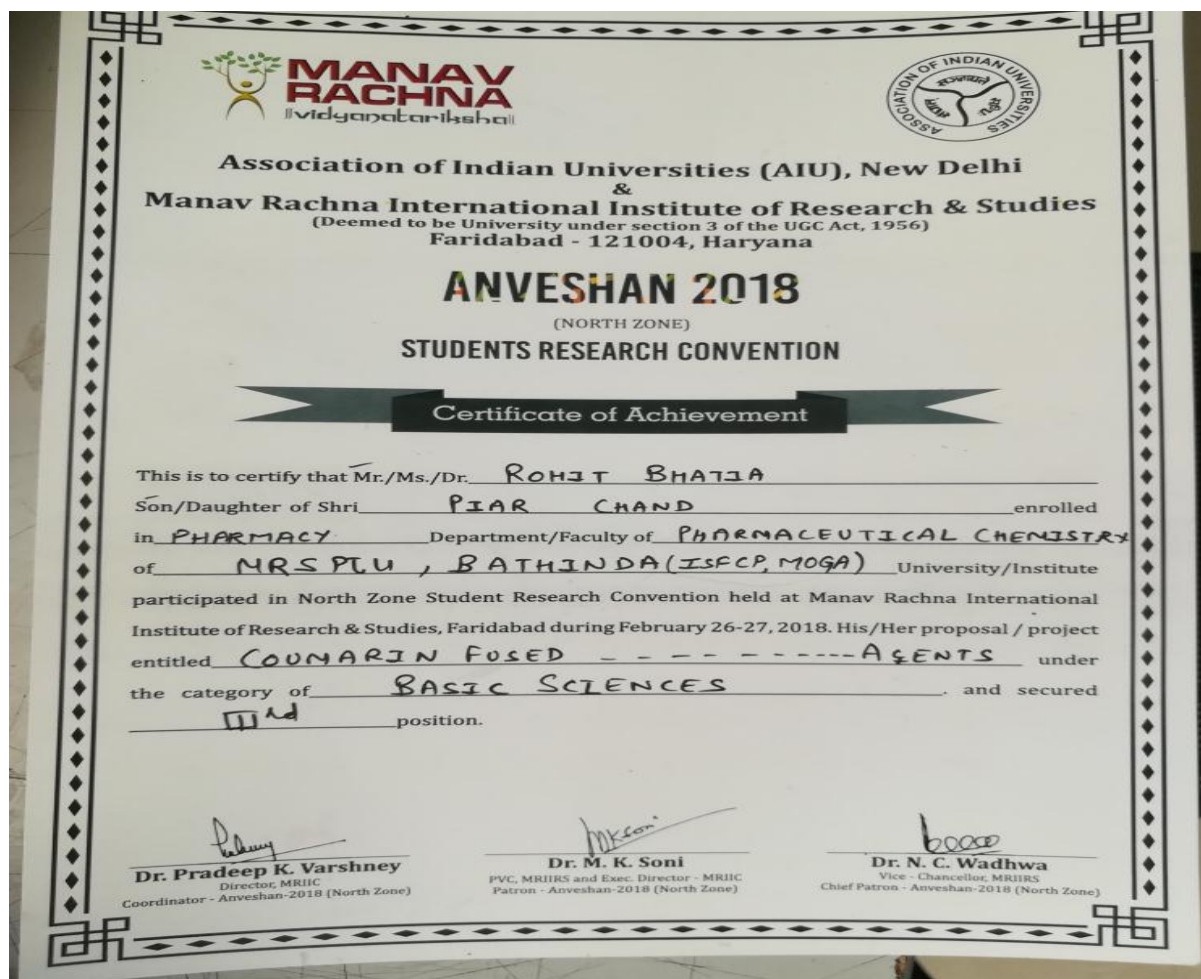 MANAV
RACHNA
ASSOCIATION OF INDIAN UNIVERSITIES
॥vidyanatariksha॥
Association of Indian Universities (AIU), New Delhi
&
Manav Rachna International Institute of Research & Studies
(Deemed to be University under section 3 of the UGC Act, 1956)
Faridabad - 121004, Haryana
ANVESHAN 2018
(NORTH ZONE)
STUDENTS RESEARCH CONVENTION
Certificate of Achievement
This is to certify that Mr./Ms./Dr. ROHIT BHATIA
Son/Daughter of Shri PIAR CHAND enrolled
in PHARMACY Department/Faculty of PHARMACEUTICAL CHEMISTRY
of MRSPTU, BATHINDA (ISFCP, MOGA) University/Institute
participated in North Zone Student Research Convention held at Manav Rachna International
Institute of Research & Studies, Faridabad during February 26-27, 2018. His/Her proposal / project
entitled COUMARIN FUSED - - - - - - - - - - AGENTS under
the category of BASIC SCIENCES . and secured
IIIrd position.
Dr. Pradeep K. Varshney
Director, MRIIC
Coordinator - Anveshan-2018 (North Zone)
MKSoni
Dr. M. K. Soni
PVC, MRIIRS and Exec. Director - MRIIC
Patron - Anveshan-2018 (North Zone)
Dr. N. C. Wadhwa
Vice - Chancellor, MRIIRS
Chief Patron - Anveshan-2018 (North Zone)